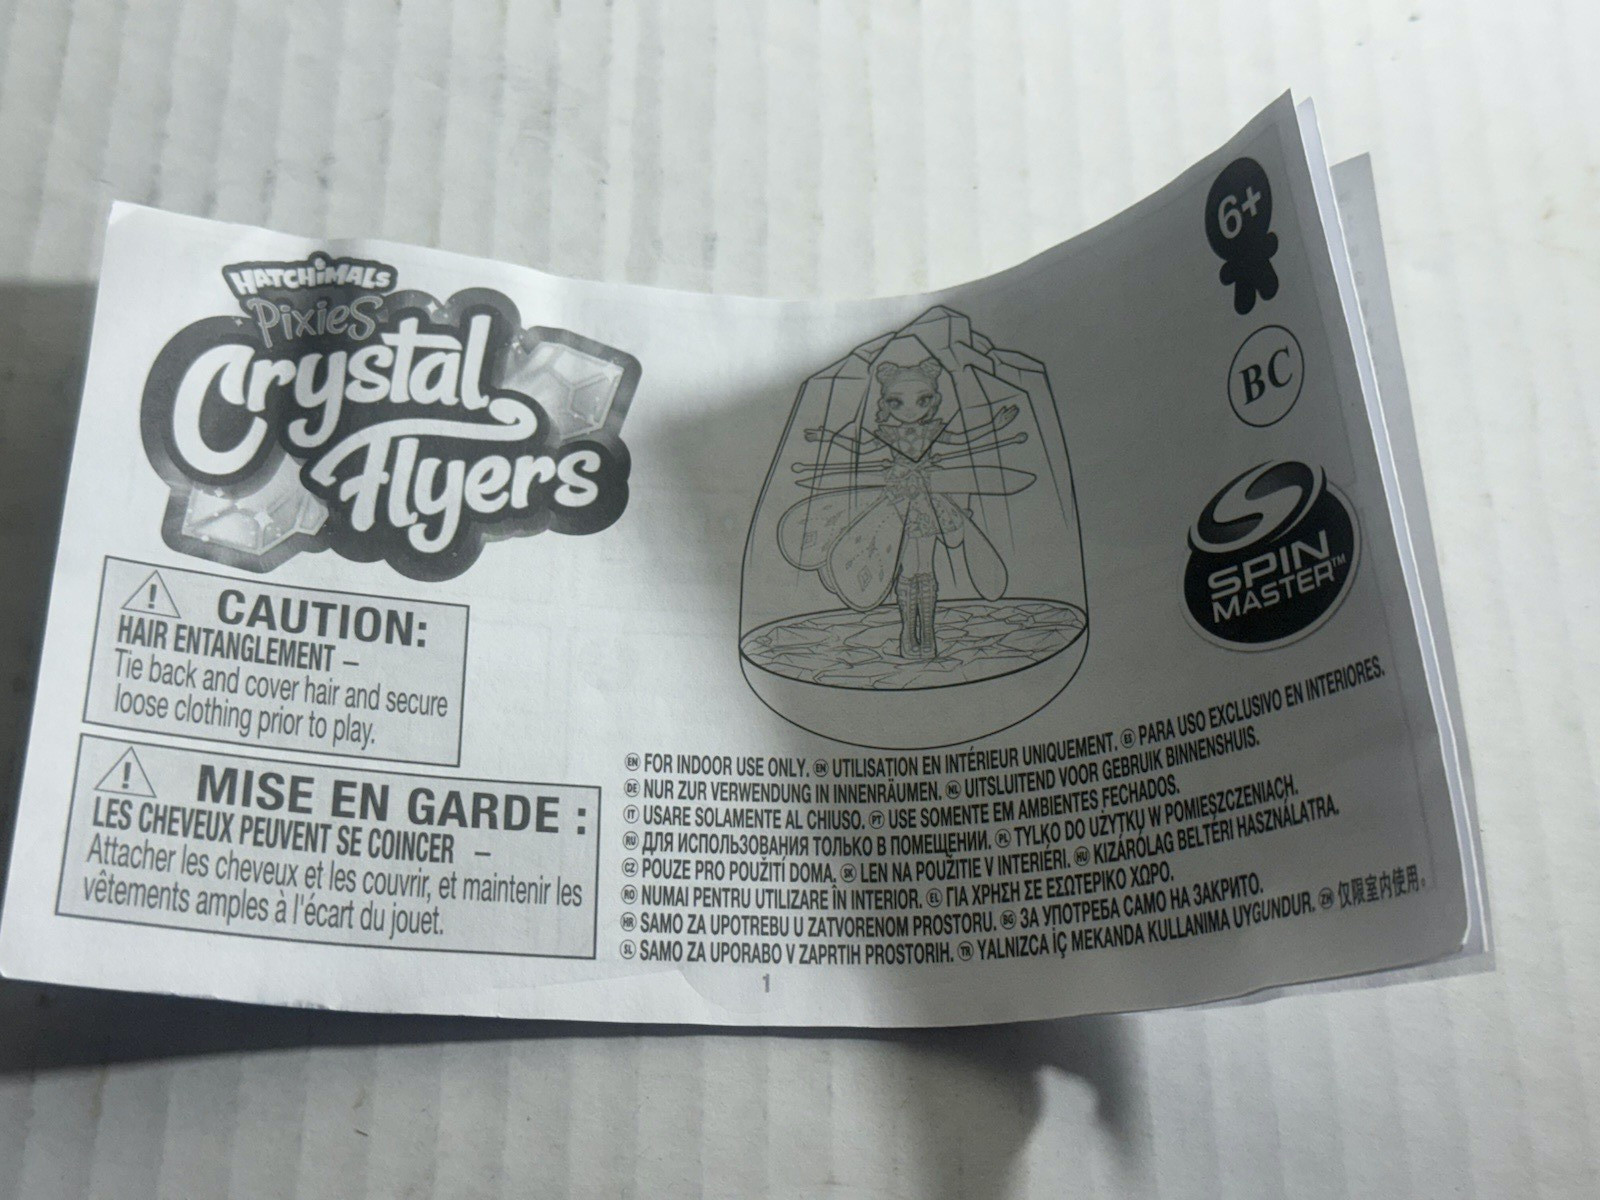 HATCHiMALS
Pixies
Crystal
Flyers
CAUTION:
HAIR ENTANGLEMENT –
Tie back and cover hair and secure
loose clothing prior to play.
MISE EN GARDE :
LES CHEVEUX PEUVENT SE COINCER –
Attacher les cheveux et les couvrir, et maintenir les
vêtements amples à l'écart du jouet.
6+
BC
SPIN
MASTER™
EN FOR INDOOR USE ONLY. EN UTILISATION EN INTÉRIEUR UNIQUEMENT. ES PARA USO EXCLUSIVO EN INTERIORES.
DE NUR ZUR VERWENDUNG IN INNENRÄUMEN. NL UITSLUITEND VOOR GEBRUIK BINNENSHUIS.
IT USARE SOLAMENTE AL CHIUSO. PT USE SOMENTE EM AMBIENTES FECHADOS.
RU ДЛЯ ИСПОЛЬЗОВАНИЯ ТОЛЬКО В ПОМЕЩЕНИИ. PL TYLKO DO UŻYTKU W POMIESZCZENIACH.
CZ POUZE PRO POUŽITÍ DOMA. SK LEN NA POUŽITIE V INTERIÉRI. HU KIZÁRÓLAG BELTÉRI HASZNÁLATRA.
RO NUMAI PENTRU UTILIZARE ÎN INTERIOR. EL ΓΙΑ ΧΡΗΣΗ ΣΕ ΕΣΩΤΕΡΙΚΟ ΧΩΡΟ.
HR SAMO ZA UPOTREBU U ZATVORENOM PROSTORU. BG ЗА УПОТРЕБА САМО НА ЗАКРИТО.
SL SAMO ZA UPORABO V ZAPRTIH PROSTORIH. TR YALNIZCA İÇ MEKANDA KULLANIMA UYGUNDUR. ZH 仅限室内使用。
1